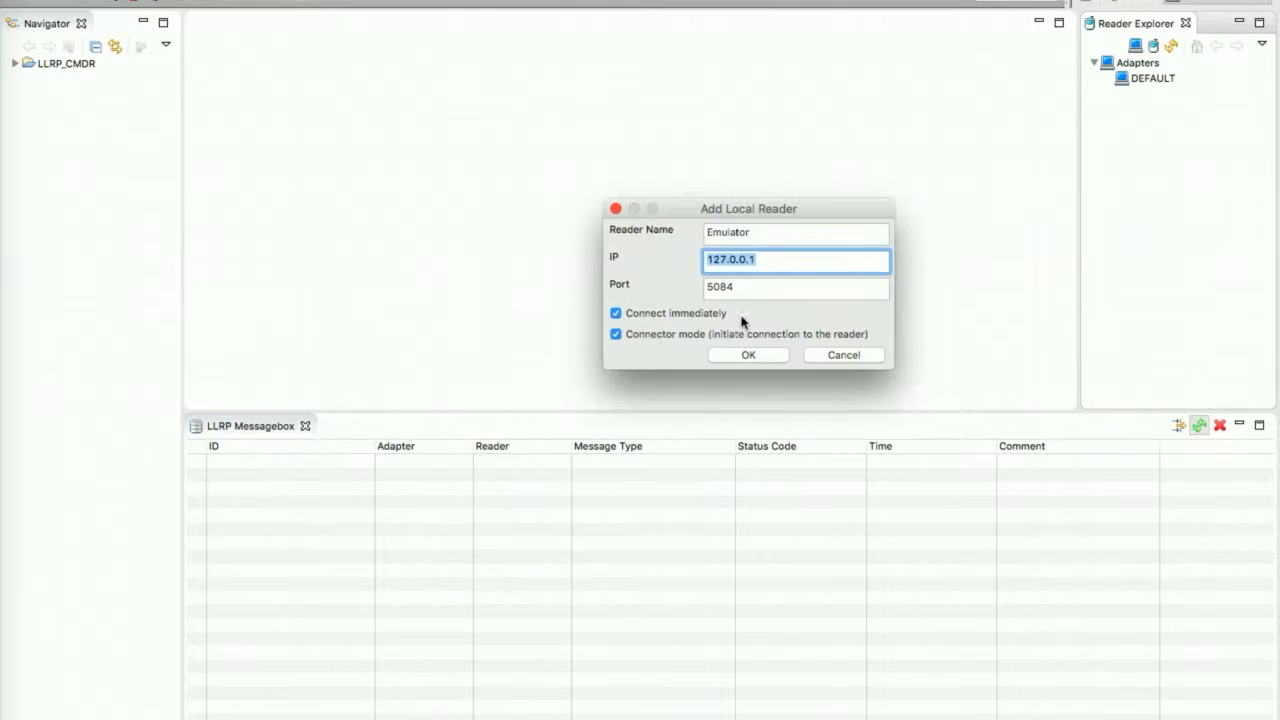 Navigator
Reader Explorer
LLRP_CMDR
Adapters
DEFAULT
Add Local Reader
Reader Name Emulator
IP 127.0.0.1
Port 5084
Connect immediately
Connector mode (initiate connection to the reader)
OK Cancel
LLRP Messagebox
ID Adapter Reader Message Type Status Code Time Comment